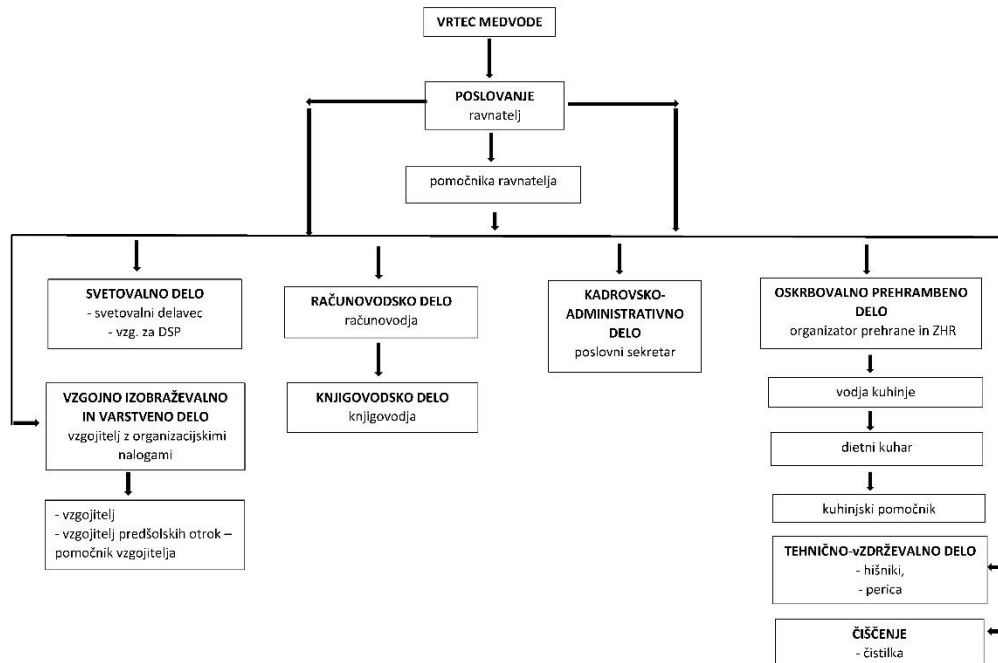 VRTEC MEDVODE
POSLOVANJE
ravnatelj
pomočnika ravnatelja
SVETOVALNO DELO
- svetovalni delavec
- vzg. za DSP
RAČUNOVODSKO DELO
računovodja
KADROVSKO-
ADMINISTRATIVNO
DELO
poslovni sekretar
OSKRBOVALNO PREHRAMBENO
DELO
organizator prehrane in ZHR
VZGOJNO IZOBRAŽEVALNO
IN VARSTVENO DELO
vzgojitelj z organizacijskimi
nalogami
KNJIGOVODSKO DELO
knjigovodja
vodja kuhinje
dietni kuhar
- vzgojitelj
- vzgojitelj predšolskih otrok –
pomočnik vzgojitelja
kuhinjski pomočnik
TEHNIČNO-vZDRŽEVALNO DELO
- hišniki,
- perica
ČIŠČENJE
- čistilka